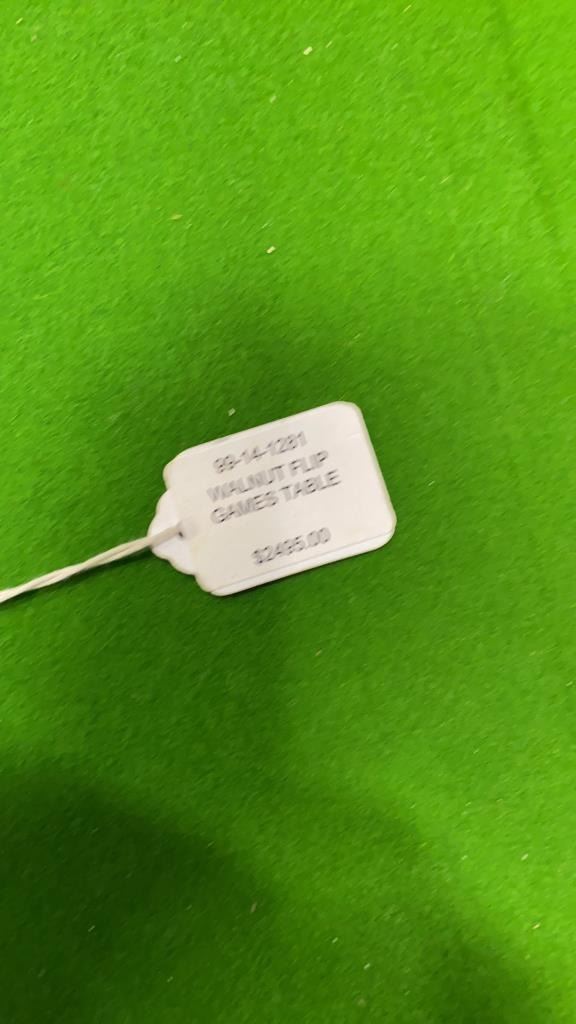 99-14-1281
WALNUT FLIP
GAMES TABLE
$2495.00